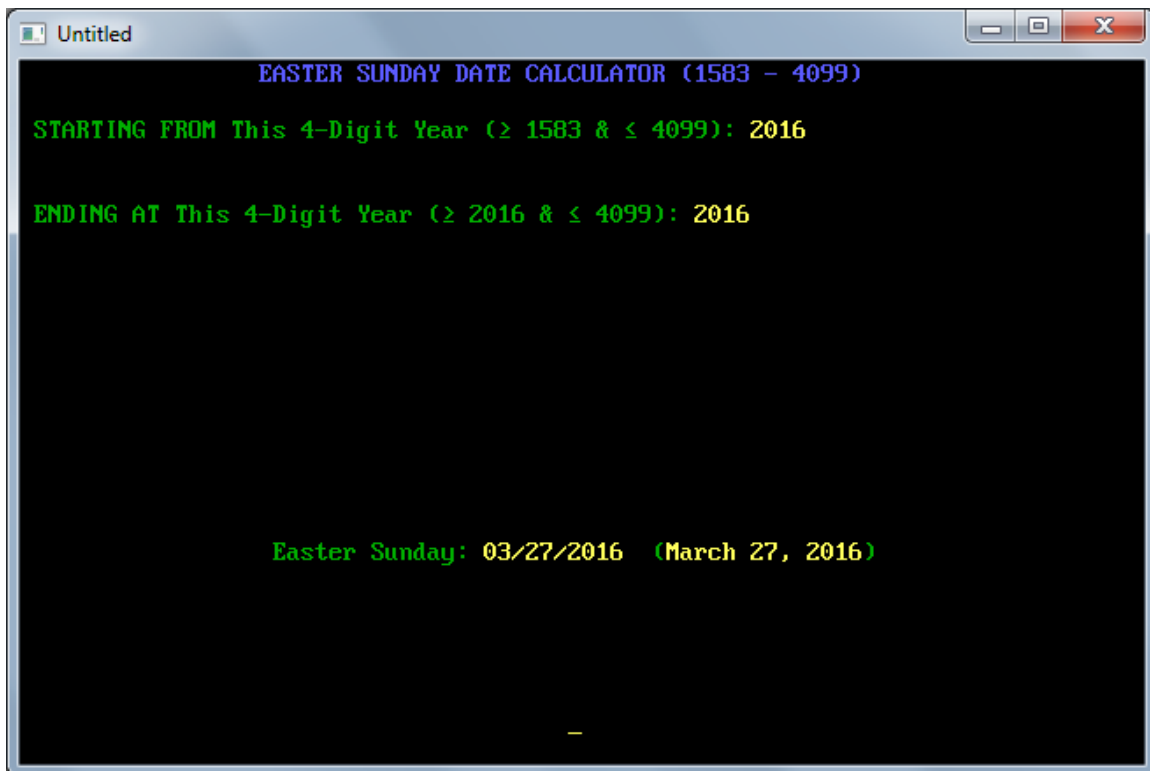 Untitled
EASTER SUNDAY DATE CALCULATOR (1583 - 4099)
STARTING FROM This 4-Digit Year (≥ 1583 & ≤ 4099): 2016
ENDING AT This 4-Digit Year (≥ 2016 & ≤ 4099): 2016
Easter Sunday: 03/27/2016 (March 27, 2016)